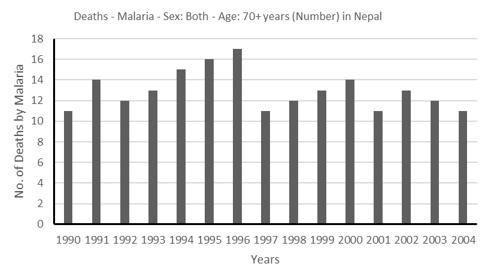 Deaths - Malaria - Sex: Both - Age: 70+ years (Number) in Nepal
No. of Deaths by Malaria
18
16
14
12
10
8
6
4
2
0
1990 1991 1992 1993 1994 1995 1996 1997 1998 1999 2000 2001 2002 2003 2004
Years